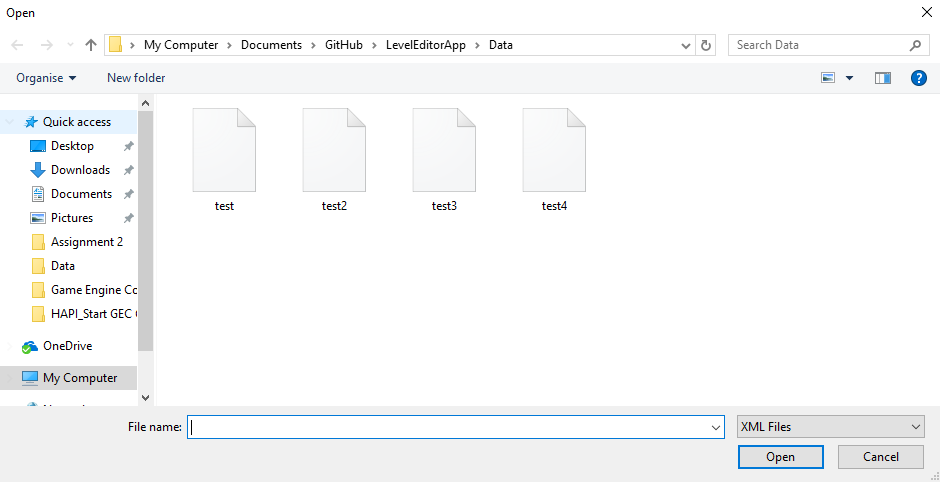 Open
My Computer > Documents > GitHub > LevelEditorApp > Data
Search Data
Organise
New folder
?
Quick access
Desktop
Downloads
Documents
Pictures
Assignment 2
Data
Game Engine Co
HAPI_Start GEC
OneDrive
My Computer
test
test2
test3
test4
File name:
XML Files
Open
Cancel